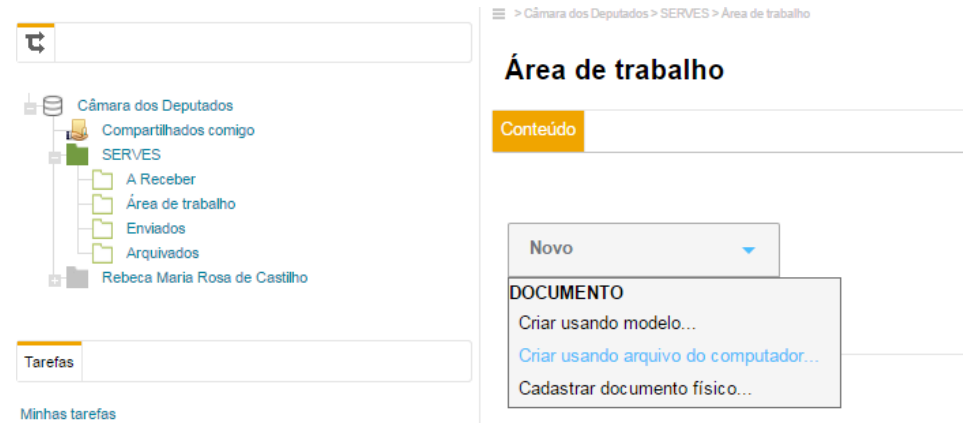 > Câmara dos Deputados > SERVES > Área de trabalho
Área de trabalho
Câmara dos Deputados
Compartilhados comigo
SERVES
A Receber
Área de trabalho
Enviados
Arquivados
Rebeca Maria Rosa de Castilho
Tarefas
Minhas tarefas
Conteúdo
Novo
DOCUMENTO
Criar usando modelo...
Criar usando arquivo do computador...
Cadastrar documento físico...